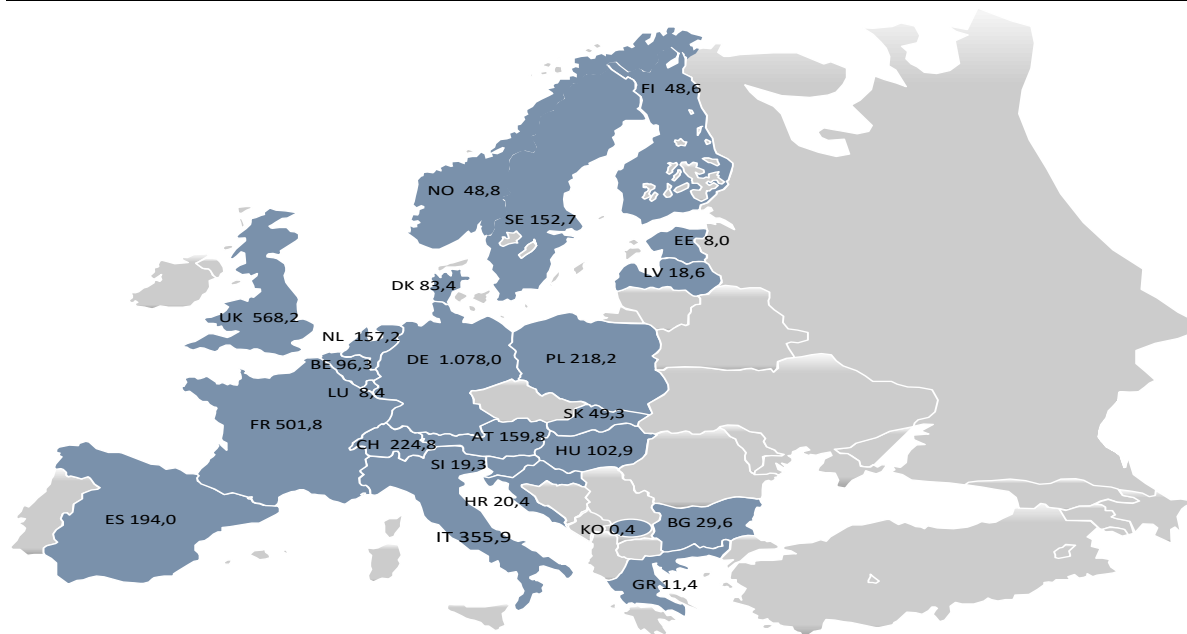 FI 48,6
NO 48,8
SE 152,7
EE 8,0
LV 18,6
DK 83,4
UK 568,2
NL 157,2
BE 96,3
DE 1.078,0
PL 218,2
LU 8,4
SK 49,3
FR 501,8
AT 159,8
CH 224,8
HU 102,9
SI 19,3
HR 20,4
ES 194,0
BG 29,6
KO 0,4
IT 355,9
GR 11,4